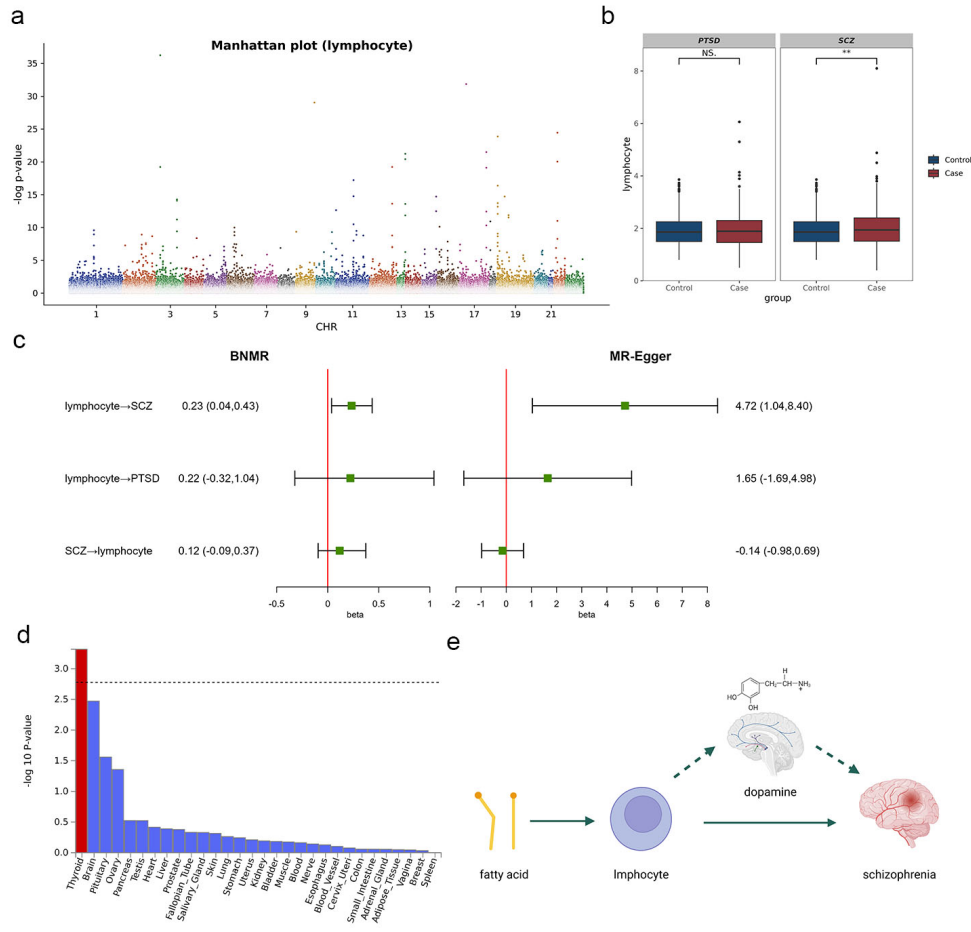 a
Manhattan plot (lymphocyte)
-log p-value
35
30
25
20
15
10
5
0
1
3
5
7
9
11
13
15
17
19
21
CHR
b
PTSD
SCZ
NS.
**
lymphocyte
8
6
4
2
0
Control
Case
Control
Case
group
Control
Case
c
BNMR
MR-Egger
lymphocyte→SCZ
0.23 (0.04,0.43)
4.72 (1.04,8.40)
lymphocyte→PTSD
0.22 (-0.32,1.04)
1.65 (-1.69,4.98)
SCZ→lymphocyte
0.12 (-0.09,0.37)
-0.14 (-0.98,0.69)
-0.5
0
0.5
1
beta
-2
-1
0
1
2
3
4
5
6
7
8
beta
d
-log 10 P-value
3.0
2.5
2.0
1.5
1.0
0.5
0.0
Thyroid
Brain
Pituitary
Ovary
Pancreas
Testis
Heart
Liver
Prostate
Fallopian_Tube
Salivary_Gland
Skin
Lung
Stomach
Uterus
Kidney
Bladder
Muscle
Blood
Nerve
Esophagus
Blood_Vessel
Cervix_Uteri
Colon
Small_Intestine
Adrenal_Gland
Adipose_Tissue
Vagina
Breast
Spleen
e
H
CH₂
CH
NH₃
+
HO
OH
dopamine
fatty acid
lmphocyte
schizophrenia